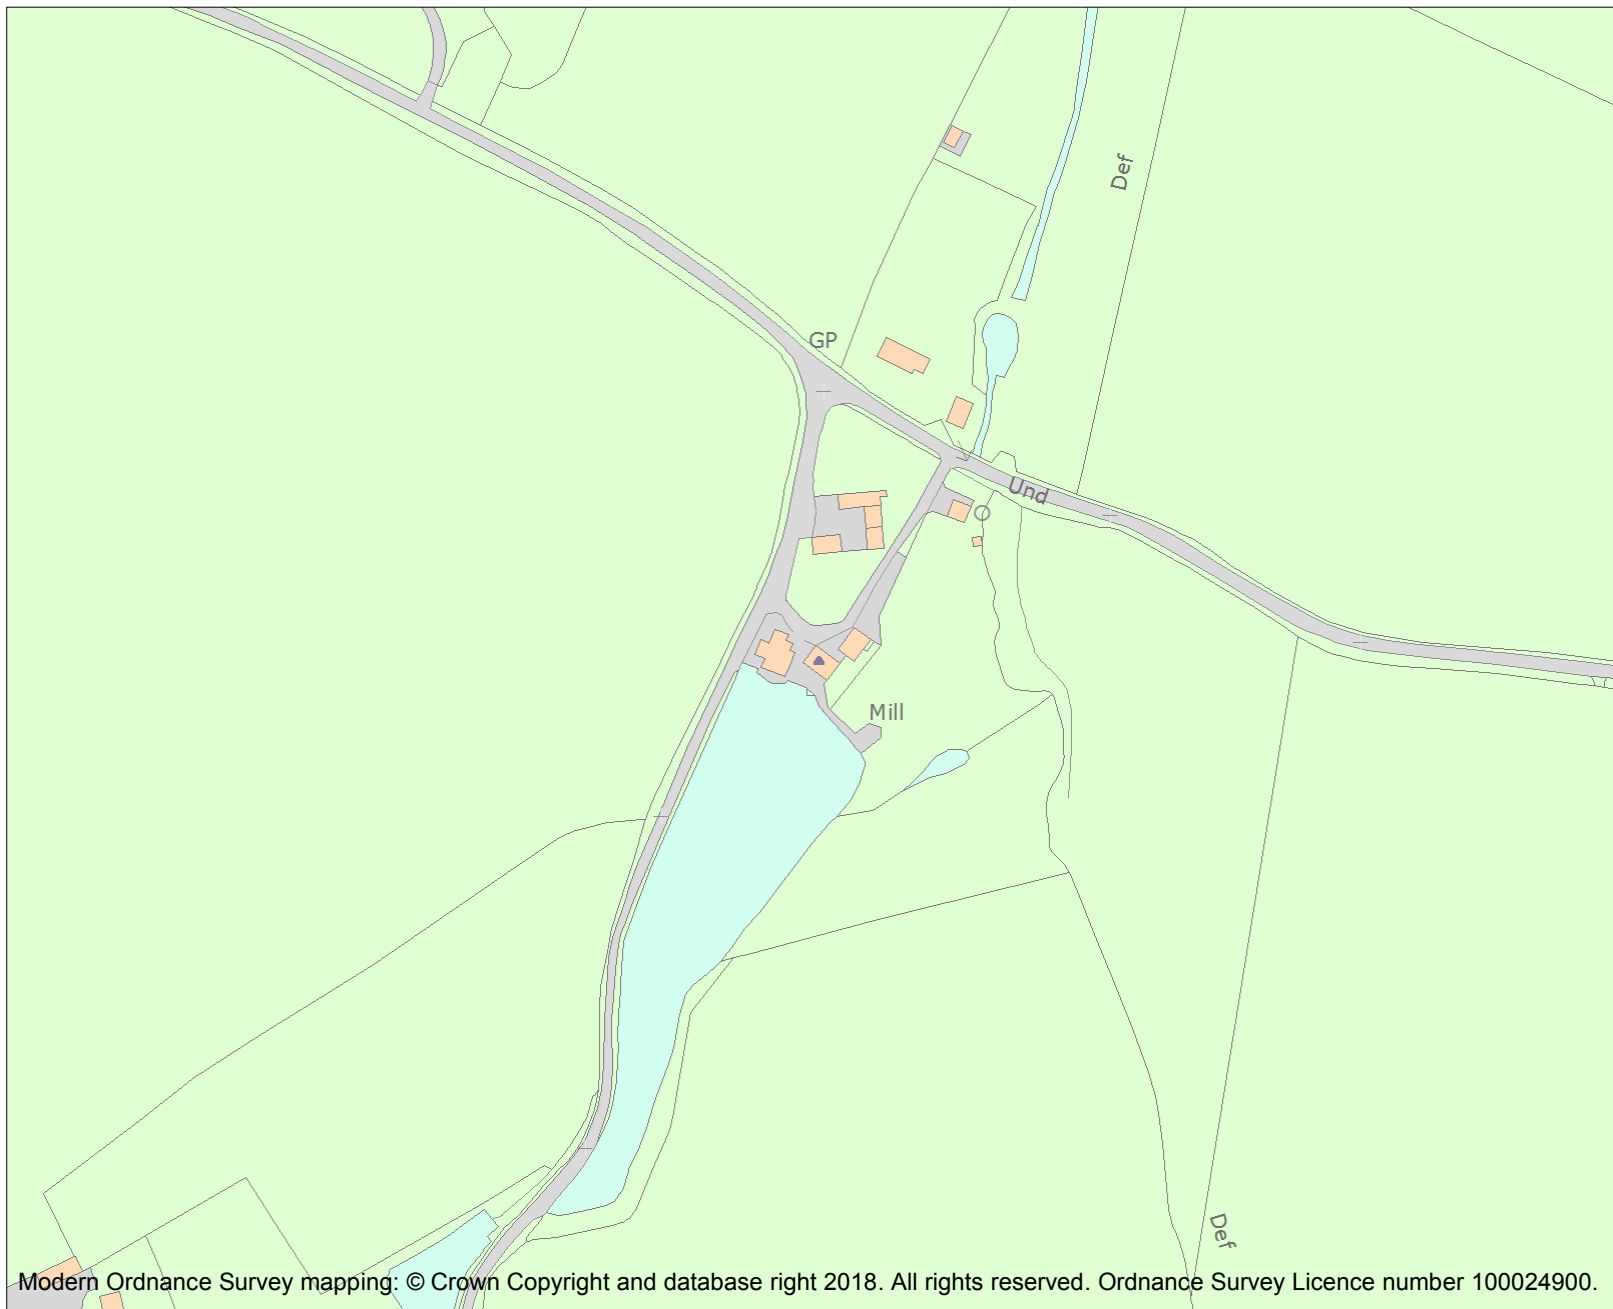 Def
GP
Und
Mill
Def
Modern Ordnance Survey mapping: © Crown Copyright and database right 2018. All rights reserved. Ordnance Survey Licence number 100024900.